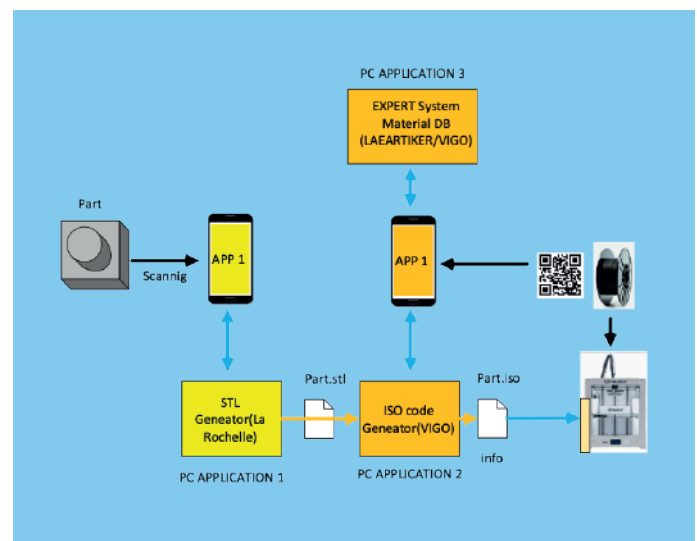 PC APPLICATION 3
EXPERT System
Material DB
(LAEARTIKER/VIGO)
Part
APP 1
Scannig
APP 1
Part.stl
Part.iso
STL
Geneator(La
Rochelle)
ISO code
Geneator(VIGO)
info
PC APPLICATION 1
PC APPLICATION 2